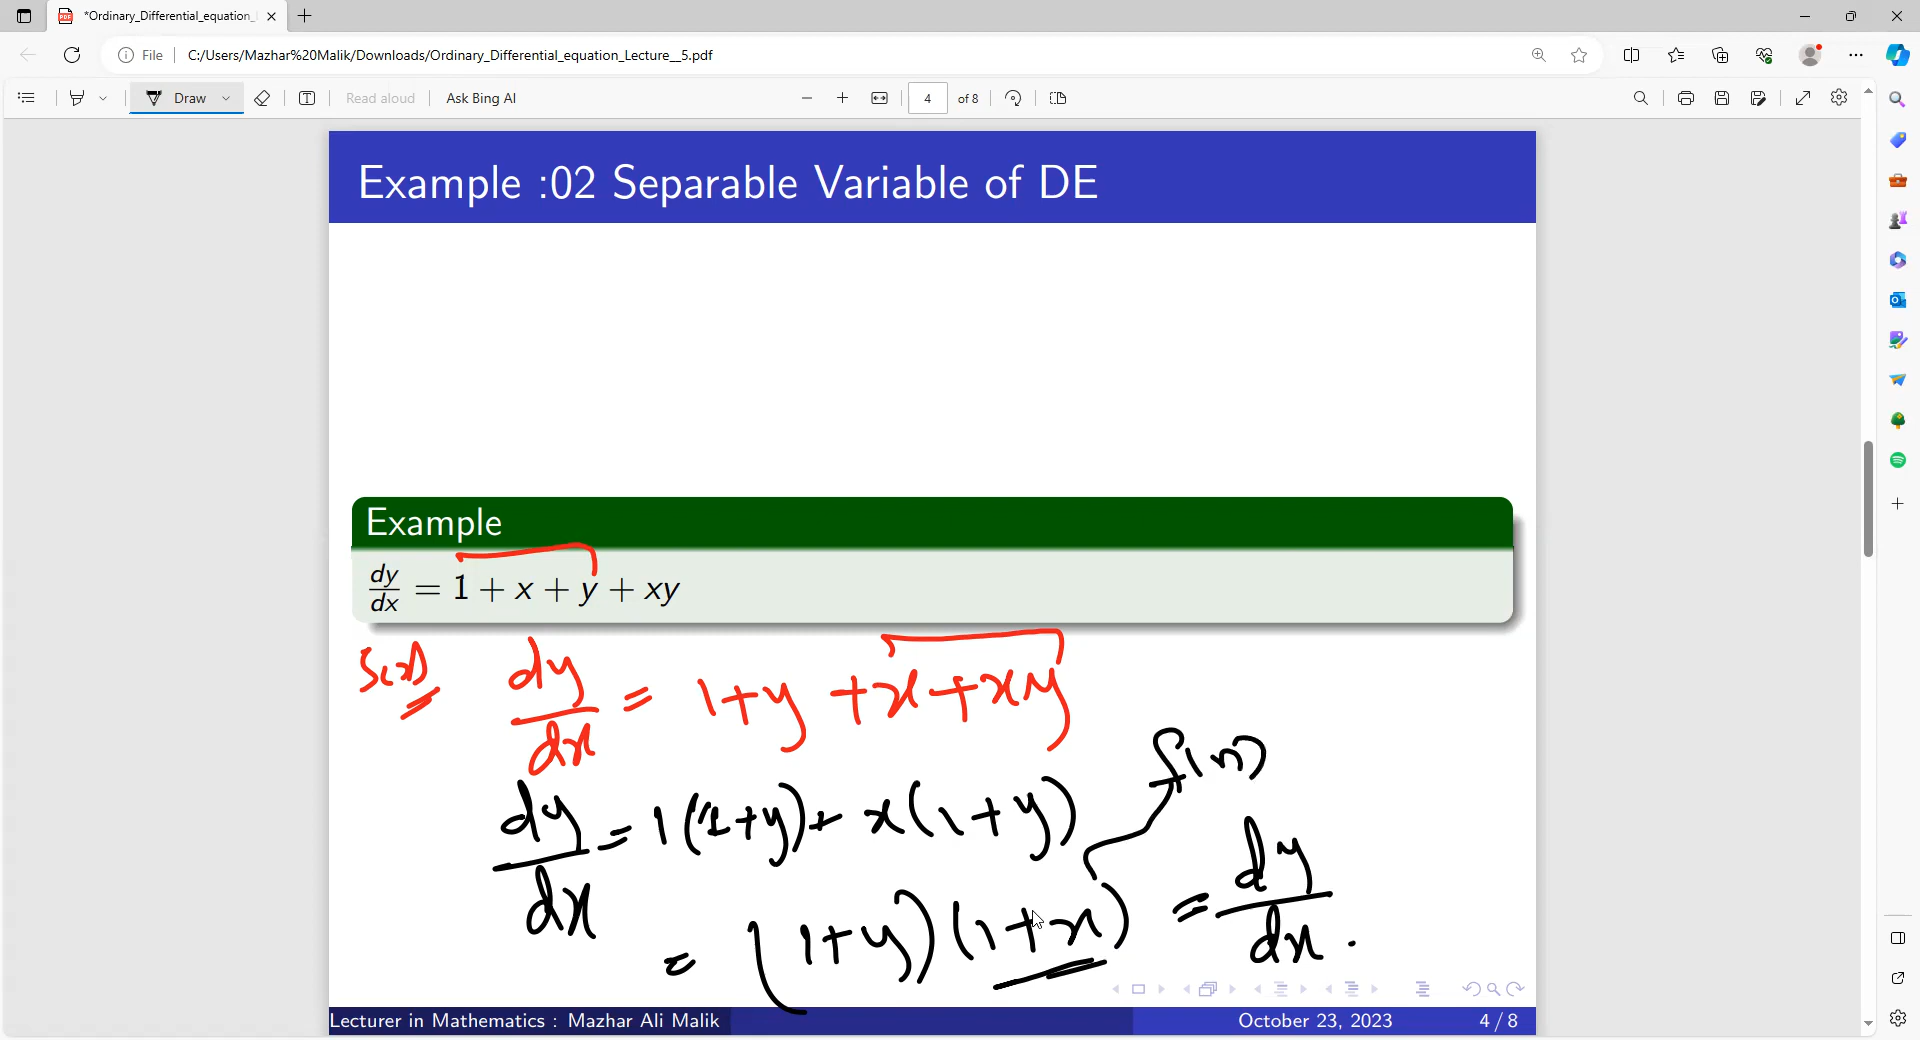 *Ordinary_Differential_equation_
File
C:/Users/Mazhar%20Malik/Downloads/Ordinary_Differential_equation_Lecture__5.pdf
Draw
Read aloud
Ask Bing AI
4 of 8
Example :02 Separable Variable of DE
Example
dy/dx = 1 + x + y + xy
dy/dx = 1+y +x+xy
f(x)
dy/dx = 1(1+y)+ x(1+y)
= (1+y)(1+x) = dy/dx .
Lecturer in Mathematics : Mazhar Ali Malik
October 23, 2023
4 / 8